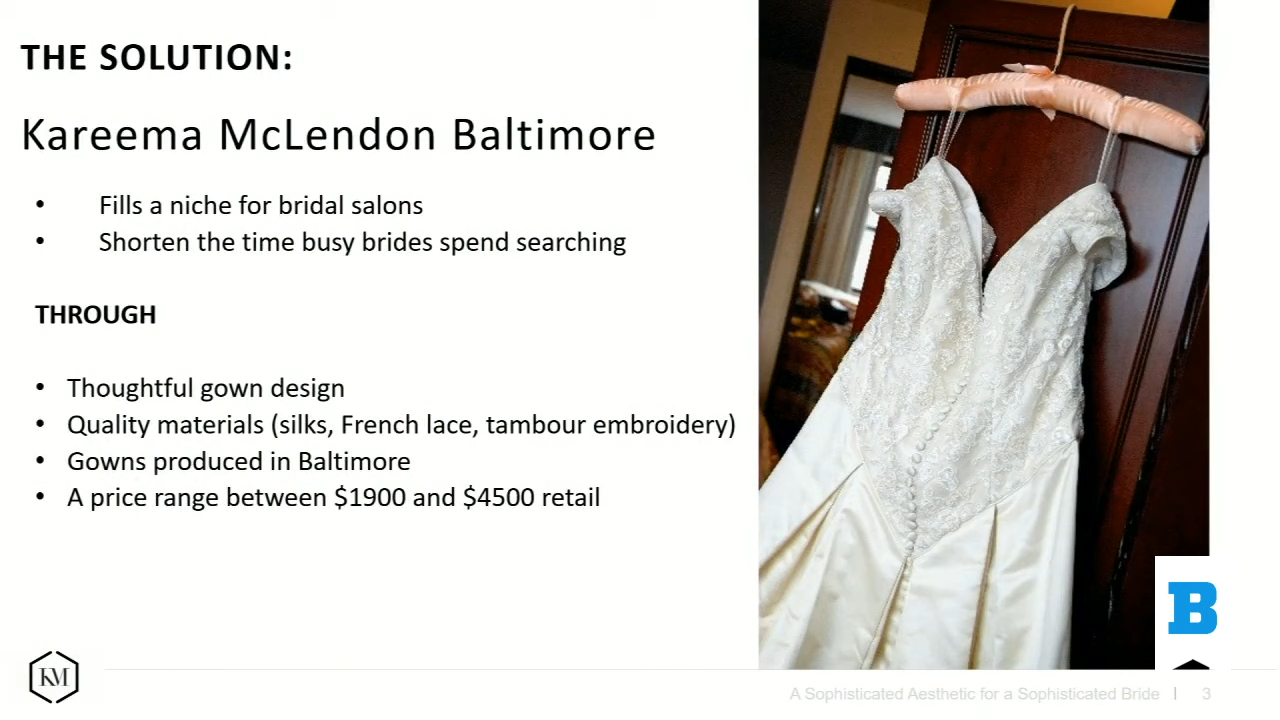 THE SOLUTION:
Kareema McLendon Baltimore
• Fills a niche for bridal salons
• Shorten the time busy brides spend searching
THROUGH
• Thoughtful gown design
• Quality materials (silks, French lace, tambour embroidery)
• Gowns produced in Baltimore
• A price range between $1900 and $4500 retail
B
KM
A Sophisticated Aesthetic for a Sophisticated Bride | 3